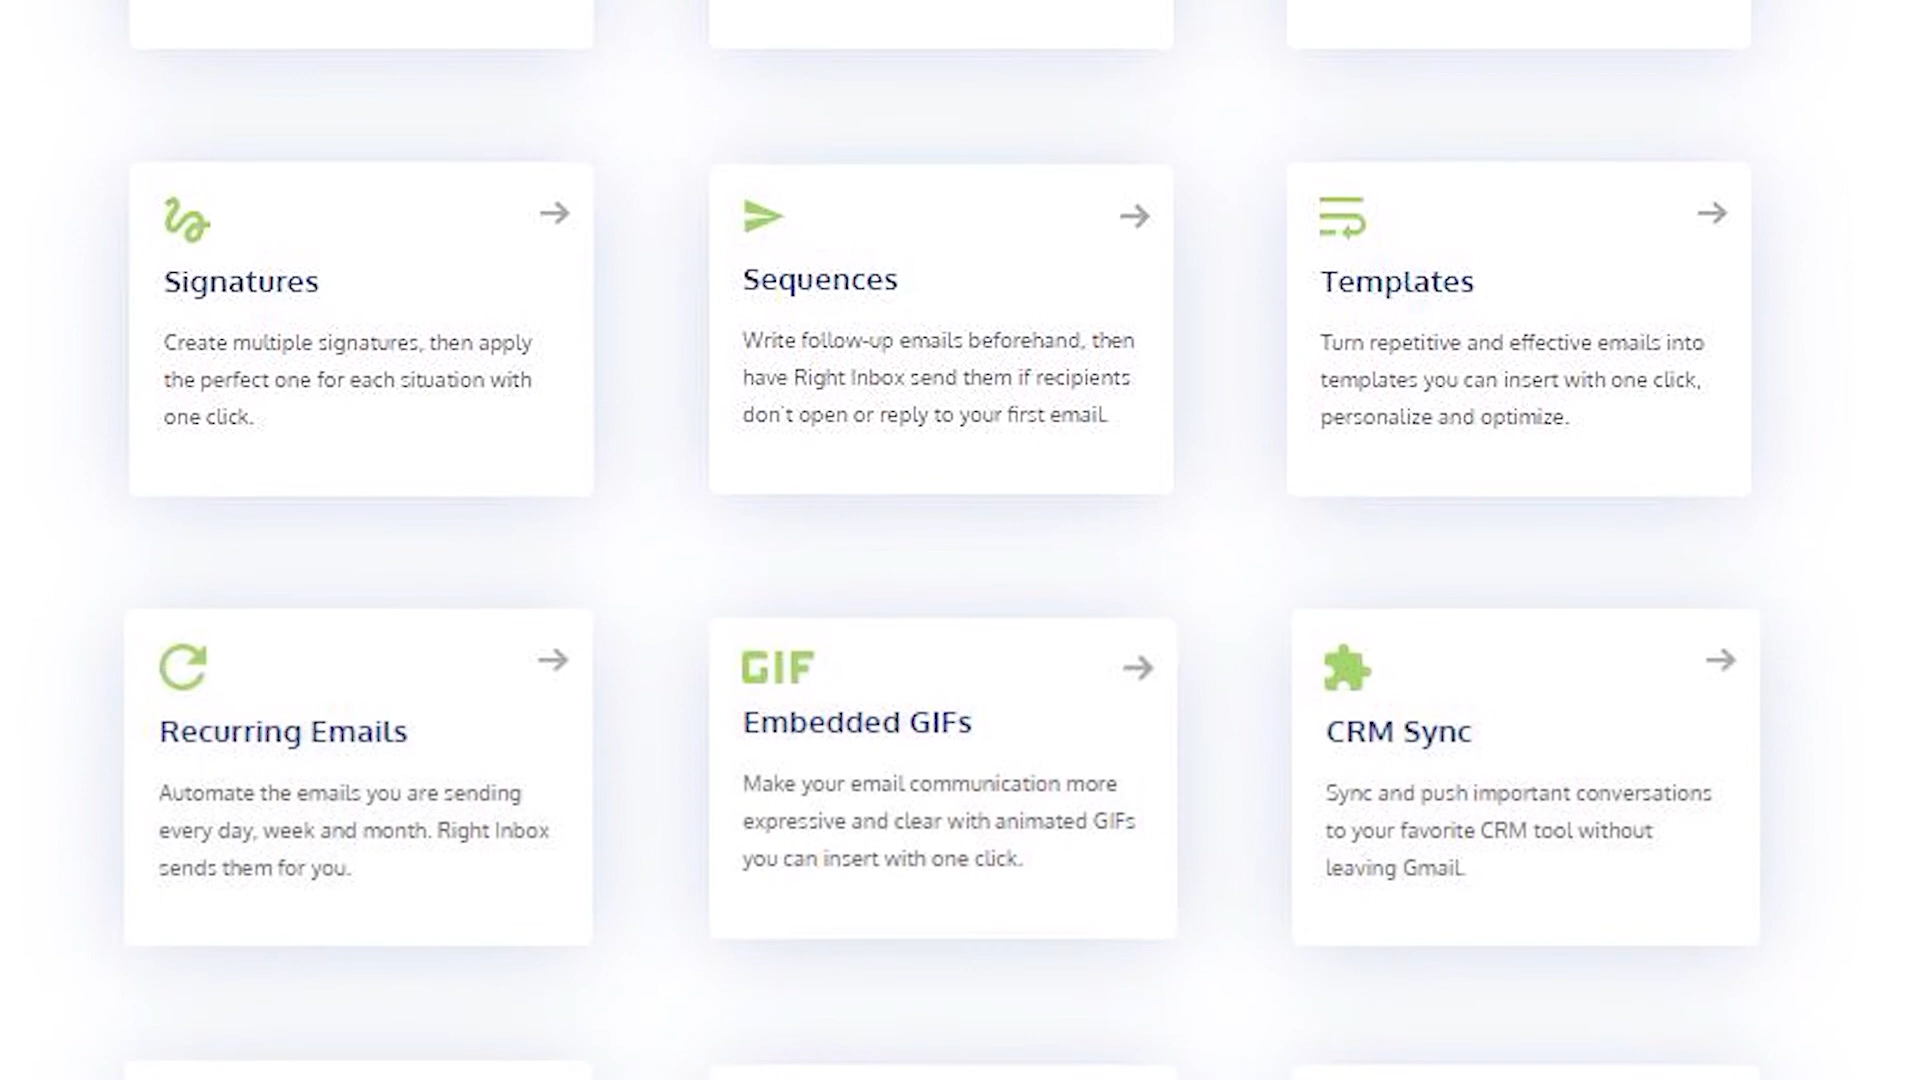 Signatures
Create multiple signatures, then apply
the perfect one for each situation with
one click.
Sequences
Write follow-up emails beforehand, then
have Right Inbox send them if recipients
don't open or reply to your first email.
Templates
Turn repetitive and effective emails into
templates you can insert with one click,
personalize and optimize.
Recurring Emails
Automate the emails you are sending
every day, week and month. Right Inbox
sends them for you.
GIF
Embedded GIFs
Make your email communication more
expressive and clear with animated GIFs
you can insert with one click.
CRM Sync
Sync and push important conversations
to your favorite CRM tool without
leaving Gmail.